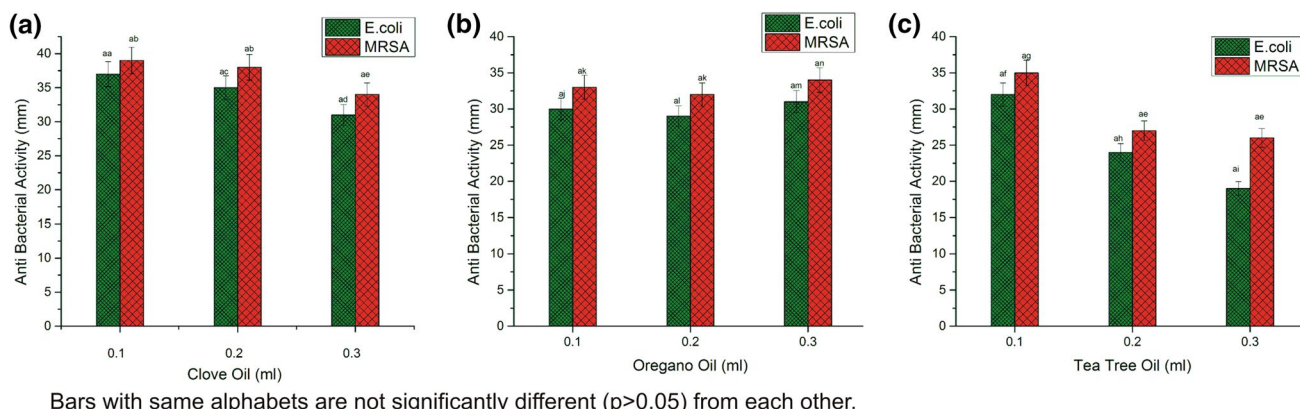 (a)
E.coli
MRSA
Anti Bacterial Activity (mm)
40
35
30
25
20
15
10
5
0
aa
ab
ac
ab
ad
ae
0.1
0.2
0.3
Clove Oil (ml)
(b)
E.coli
MRSA
Anti Bacterial Activity (mm)
40
35
30
25
20
15
10
5
0
aj
ak
al
ak
am
an
0.1
0.2
0.3
Oregano Oil (ml)
(c)
E.coli
MRSA
Anti Bacterial Activity (mm)
40
35
30
25
20
15
10
5
0
af
ag
ah
ae
ai
ae
0.1
0.2
0.3
Tea Tree Oil (ml)
Bars with same alphabets are not significantly different (p>0.05) from each other.